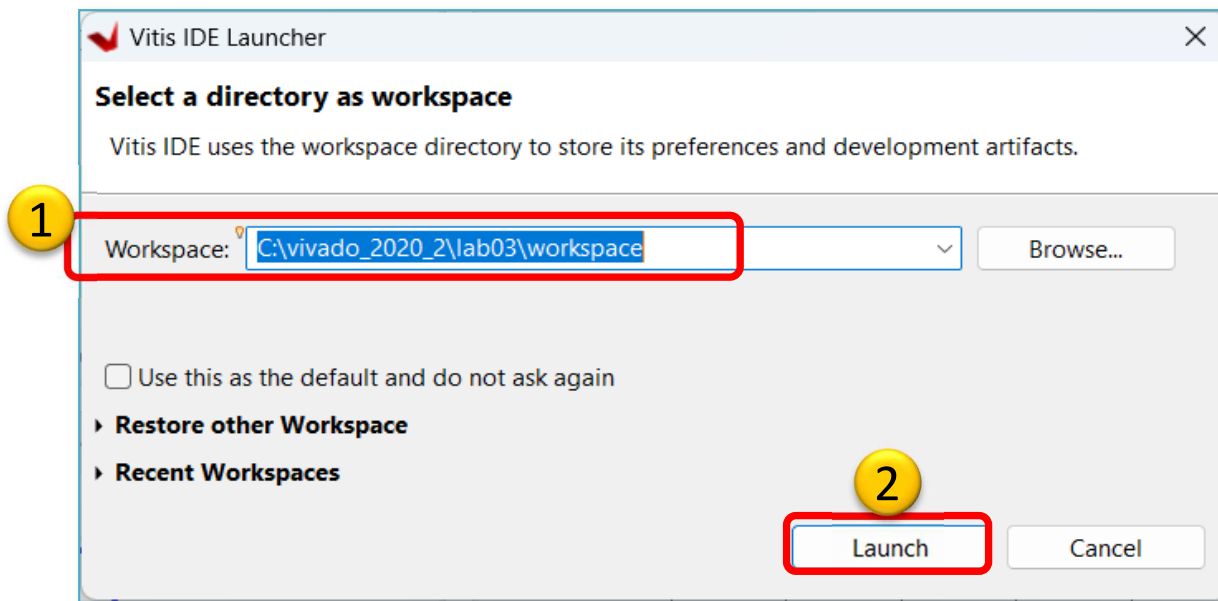 Vitis IDE Launcher
Select a directory as workspace
Vitis IDE uses the workspace directory to store its preferences and development artifacts.
1
Workspace: C:\vivado_2020_2\lab03\workspace Browse...
Use this as the default and do not ask again
Restore other Workspace
Recent Workspaces
2
Launch Cancel